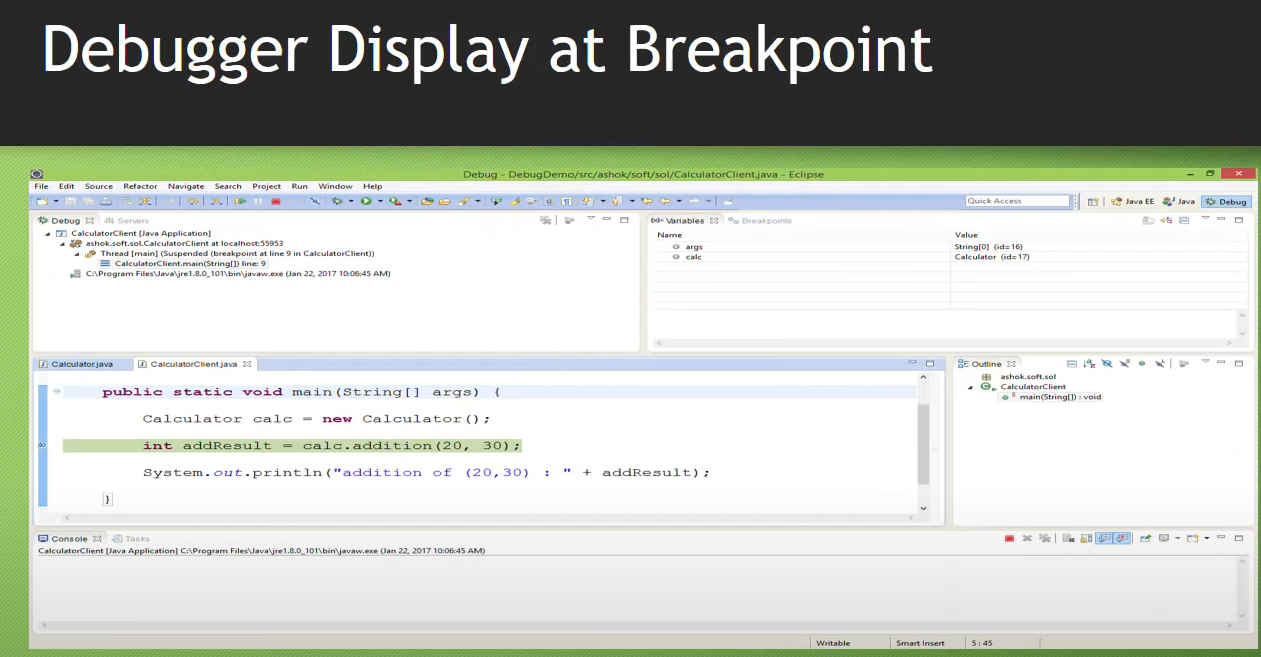 Debugger Display at Breakpoint
Debug - DebugDemo/src/ashok/soft/sol/CalculatorClient.java - Eclipse
File Edit Source Refactor Navigate Search Project Run Window Help
Quick Access Java EE Java Debug
Debug Servers
CalculatorClient [Java Application]
ashok.soft.sol.CalculatorClient at localhost:55953
Thread [main] (Suspended (breakpoint at line 9 in CalculatorClient))
CalculatorClient.main(String[]) line: 9
C:\Program Files\Java\jre1.8.0_101\bin\javaw.exe (Jan 22, 2017 10:06:45 AM)
(x)= Variables Breakpoints
Name Value
args String[0] (id=16)
calc Calculator (id=17)
Calculator.java CalculatorClient.java
public static void main(String[] args) {
Calculator calc = new Calculator();
int addResult = calc.addition(20, 30);
System.out.println("addition of (20,30) : " + addResult);
}
Outline
ashok.soft.sol
CalculatorClient
main(String[]) : void
Console Tasks
CalculatorClient [Java Application] C:\Program Files\Java\jre1.8.0_101\bin\javaw.exe (Jan 22, 2017 10:06:45 AM)
Writable Smart Insert 5 : 45